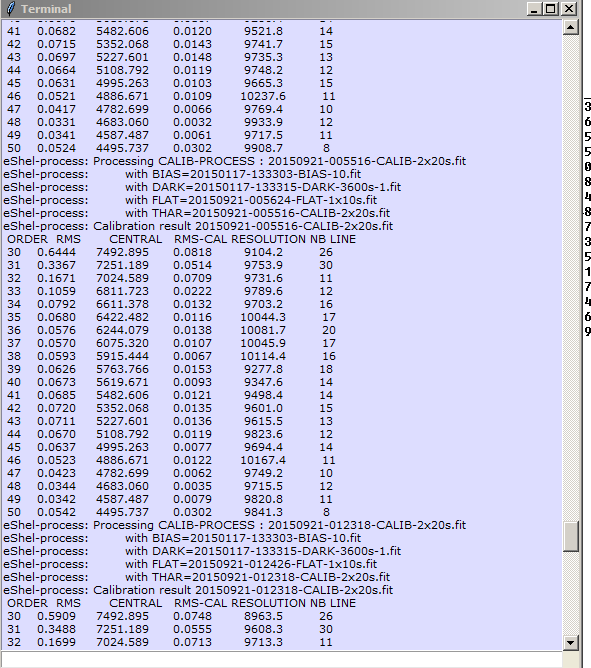 Terminal
41 0.0682 5482.606 0.0120 9521.8 14
42 0.0715 5352.068 0.0143 9741.7 15
43 0.0697 5227.601 0.0148 9735.3 13
44 0.0664 5108.792 0.0119 9748.2 12
45 0.0631 4995.263 0.0103 9665.3 15
46 0.0521 4886.671 0.0109 10237.6 11
47 0.0417 4782.699 0.0066 9769.4 10
48 0.0331 4683.060 0.0032 9933.9 12
49 0.0341 4587.487 0.0061 9717.5 11
50 0.0524 4495.737 0.0302 9908.7 8
eShel-process: Processing CALIB-PROCESS : 20150921-005516-CALIB-2x20s.fit
eShel-process: with BIAS=20150117-133303-BIAS-10.fit
eShel-process: with DARK=20150117-133315-DARK-3600s-1.fit
eShel-process: with FLAT=20150921-005624-FLAT-1x10s.fit
eShel-process: with THAR=20150921-005516-CALIB-2x20s.fit
eShel-process: Calibration result 20150921-005516-CALIB-2x20s.fit
ORDER RMS CENTRAL RMS-CAL RESOLUTION NB LINE
30 0.6444 7492.895 0.0818 9104.2 26
31 0.3367 7251.189 0.0514 9753.9 30
32 0.1671 7024.589 0.0709 9731.6 11
33 0.1059 6811.723 0.0222 9789.6 12
34 0.0792 6611.378 0.0132 9703.2 16
35 0.0680 6422.482 0.0116 10044.3 17
36 0.0576 6244.079 0.0138 10081.7 20
37 0.0570 6075.320 0.0107 10045.9 17
38 0.0593 5915.444 0.0067 10114.4 16
39 0.0626 5763.766 0.0153 9277.8 18
40 0.0673 5619.671 0.0093 9347.6 14
41 0.0685 5482.606 0.0121 9498.4 14
42 0.0720 5352.068 0.0135 9601.0 15
43 0.0711 5227.601 0.0136 9615.5 13
44 0.0670 5108.792 0.0119 9823.6 12
45 0.0637 4995.263 0.0077 9694.4 14
46 0.0523 4886.671 0.0122 10167.4 11
47 0.0423 4782.699 0.0062 9749.2 10
48 0.0344 4683.060 0.0035 9715.5 12
49 0.0342 4587.487 0.0079 9820.8 11
50 0.0542 4495.737 0.0302 9841.3 8
eShel-process: Processing CALIB-PROCESS : 20150921-012318-CALIB-2x20s.fit
eShel-process: with BIAS=20150117-133303-BIAS-10.fit
eShel-process: with DARK=20150117-133315-DARK-3600s-1.fit
eShel-process: with FLAT=20150921-012426-FLAT-1x10s.fit
eShel-process: with THAR=20150921-012318-CALIB-2x20s.fit
eShel-process: Calibration result 20150921-012318-CALIB-2x20s.fit
ORDER RMS CENTRAL RMS-CAL RESOLUTION NB LINE
30 0.5909 7492.895 0.0748 8963.5 26
31 0.3488 7251.189 0.0555 9608.3 30
32 0.1699 7024.589 0.0713 9713.3 11
3
6
5
5
0
8
4
8
7
3
5
1
7
4
6
9